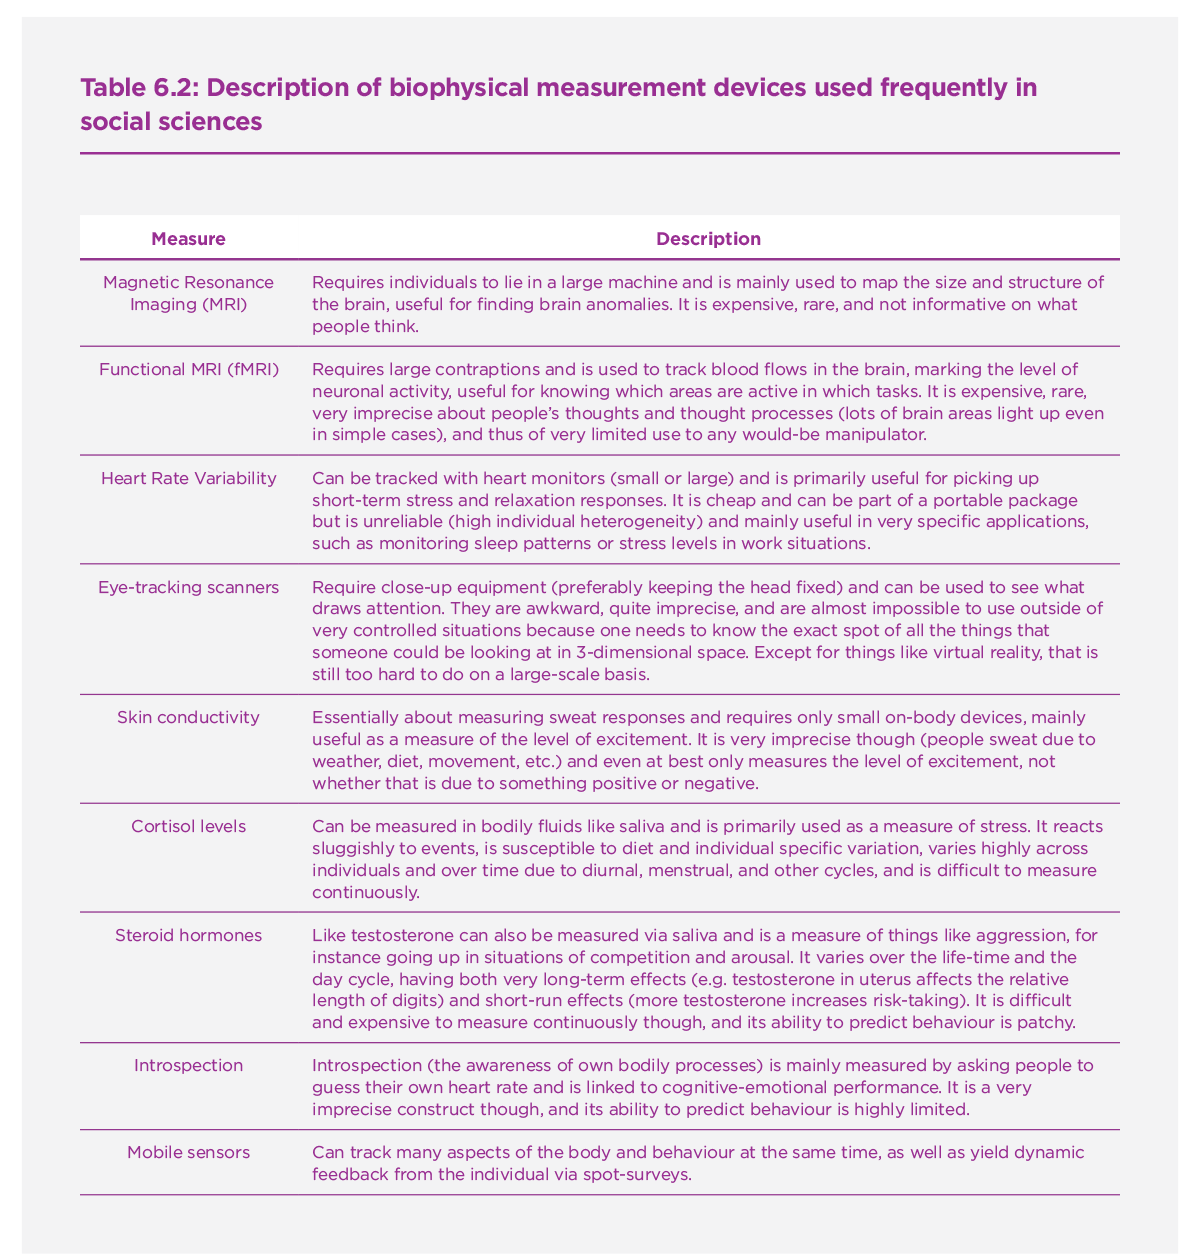 Table 6.2: Description of biophysical measurement devices used frequently in
social sciences
Measure
Description
Magnetic Resonance
Imaging (MRI)
Requires individuals to lie in a large machine and is mainly used to map the size and structure of
the brain, useful for finding brain anomalies. It is expensive, rare, and not informative on what
people think.
Functional MRI (fMRI)
Requires large contraptions and is used to track blood flows in the brain, marking the level of
neuronal activity, useful for knowing which areas are active in which tasks. It is expensive, rare,
very imprecise about people’s thoughts and thought processes (lots of brain areas light up even
in simple cases), and thus of very limited use to any would-be manipulator.
Heart Rate Variability
Can be tracked with heart monitors (small or large) and is primarily useful for picking up
short-term stress and relaxation responses. It is cheap and can be part of a portable package
but is unreliable (high individual heterogeneity) and mainly useful in very specific applications,
such as monitoring sleep patterns or stress levels in work situations.
Eye-tracking scanners
Require close-up equipment (preferably keeping the head fixed) and can be used to see what
draws attention. They are awkward, quite imprecise, and are almost impossible to use outside of
very controlled situations because one needs to know the exact spot of all the things that
someone could be looking at in 3-dimensional space. Except for things like virtual reality, that is
still too hard to do on a large-scale basis.
Skin conductivity
Essentially about measuring sweat responses and requires only small on-body devices, mainly
useful as a measure of the level of excitement. It is very imprecise though (people sweat due to
weather, diet, movement, etc.) and even at best only measures the level of excitement, not
whether that is due to something positive or negative.
Cortisol levels
Can be measured in bodily fluids like saliva and is primarily used as a measure of stress. It reacts
sluggishly to events, is susceptible to diet and individual specific variation, varies highly across
individuals and over time due to diurnal, menstrual, and other cycles, and is difficult to measure
continuously.
Steroid hormones
Like testosterone can also be measured via saliva and is a measure of things like aggression, for
instance going up in situations of competition and arousal. It varies over the life-time and the
day cycle, having both very long-term effects (e.g. testosterone in uterus affects the relative
length of digits) and short-run effects (more testosterone increases risk-taking). It is difficult
and expensive to measure continuously though, and its ability to predict behaviour is patchy.
Introspection
Introspection (the awareness of own bodily processes) is mainly measured by asking people to
guess their own heart rate and is linked to cognitive-emotional performance. It is a very
imprecise construct though, and its ability to predict behaviour is highly limited.
Mobile sensors
Can track many aspects of the body and behaviour at the same time, as well as yield dynamic
feedback from the individual via spot-surveys.